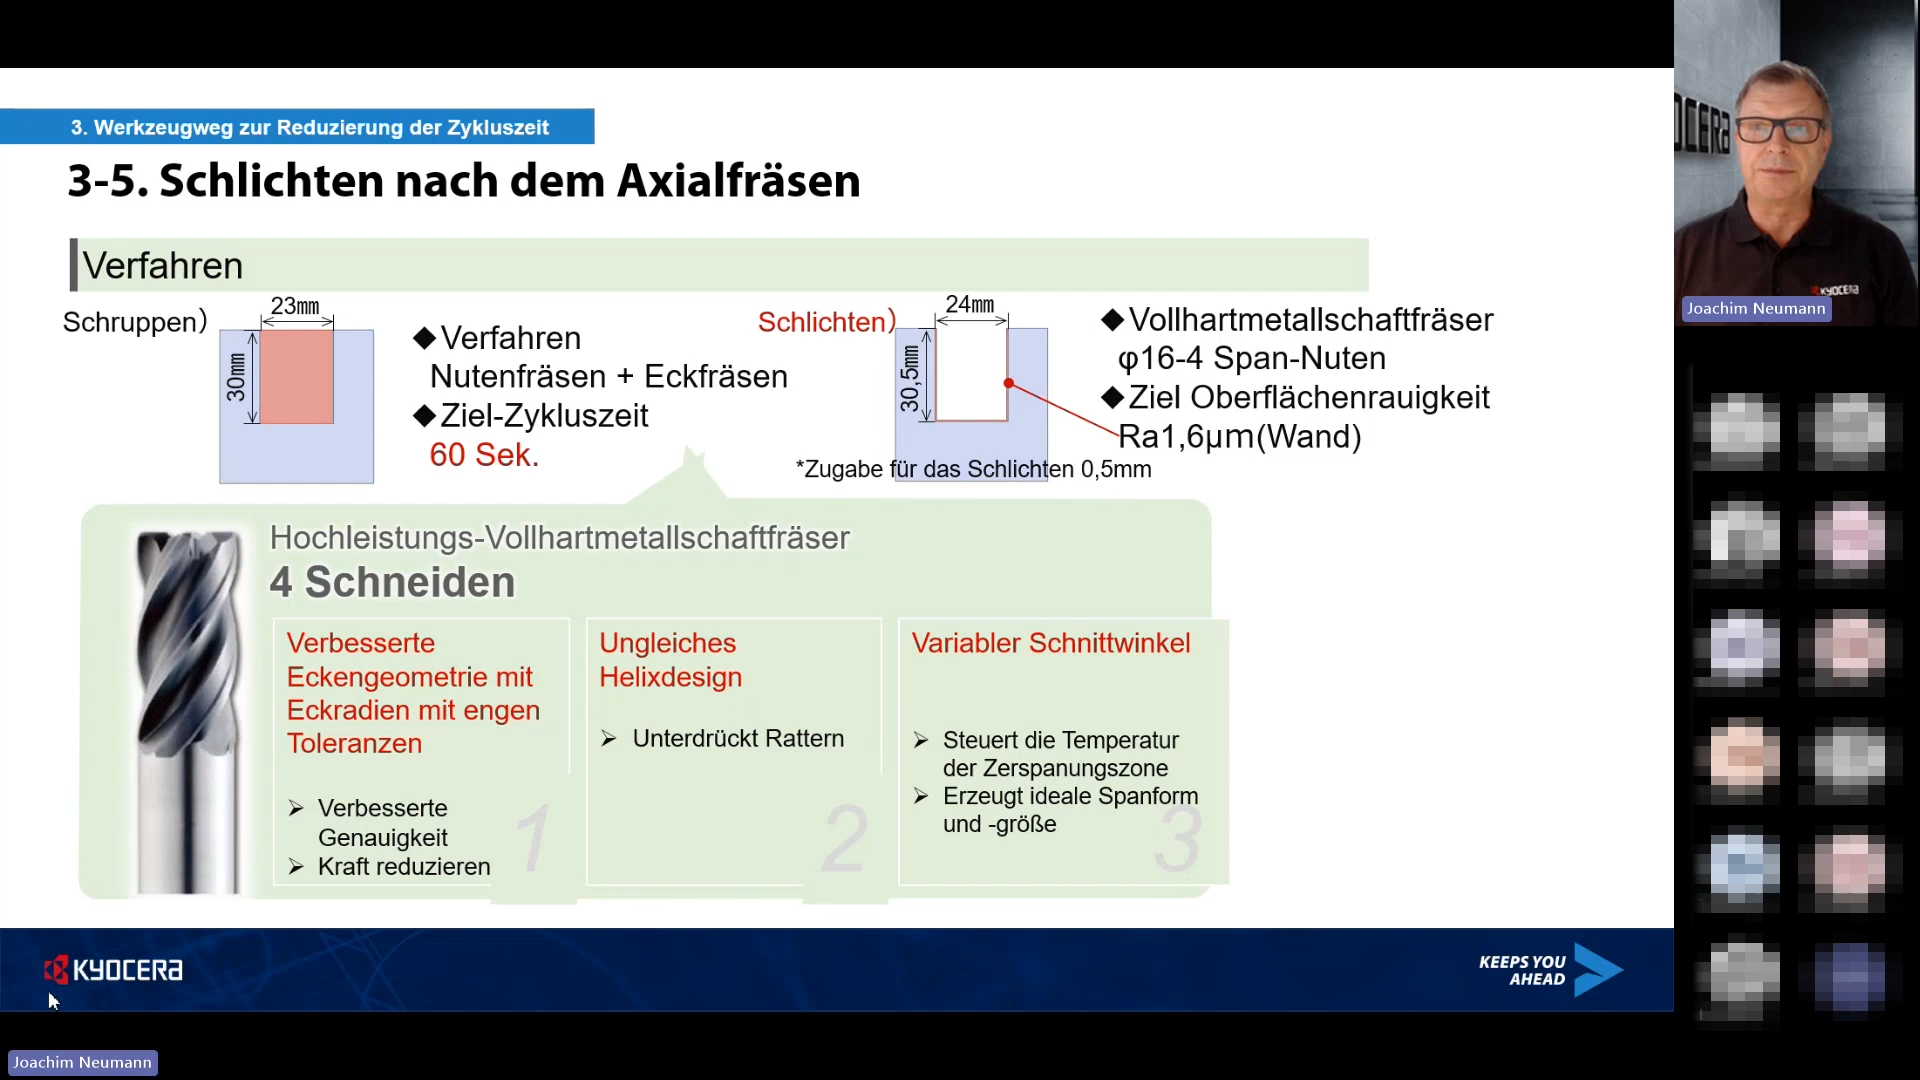 3. Werkzeugweg zur Reduzierung der Zykluszeit
3-5. Schlichten nach dem Axialfräsen
Verfahren
Schruppen)
23mm
30mm
◆Verfahren
Nutenfräsen + Eckfräsen
◆Ziel-Zykluszeit
60 Sek.
Schlichten)
24mm
30,5mm
*Zugabe für das Schlichten 0,5mm
◆Vollhartmetallschaftfräser
φ16-4 Span-Nuten
◆Ziel Oberflächenrauigkeit
Ra1,6μm(Wand)
Hochleistungs-Vollhartmetallschaftfräser
4 Schneiden
Verbesserte
Eckengeometrie mit
Eckradien mit engen
Toleranzen
➢ Verbesserte
Genauigkeit
➢ Kraft reduzieren
1
Ungleiches
Helixdesign
➢ Unterdrückt Rattern
2
Variabler Schnittwinkel
➢ Steuert die Temperatur
der Zerspanungszone
➢ Erzeugt ideale Spanform
und -größe
3
KYOCERA
KEEPS YOU
AHEAD
Joachim Neumann
OCERA
KYOCERA
Joachim Neumann